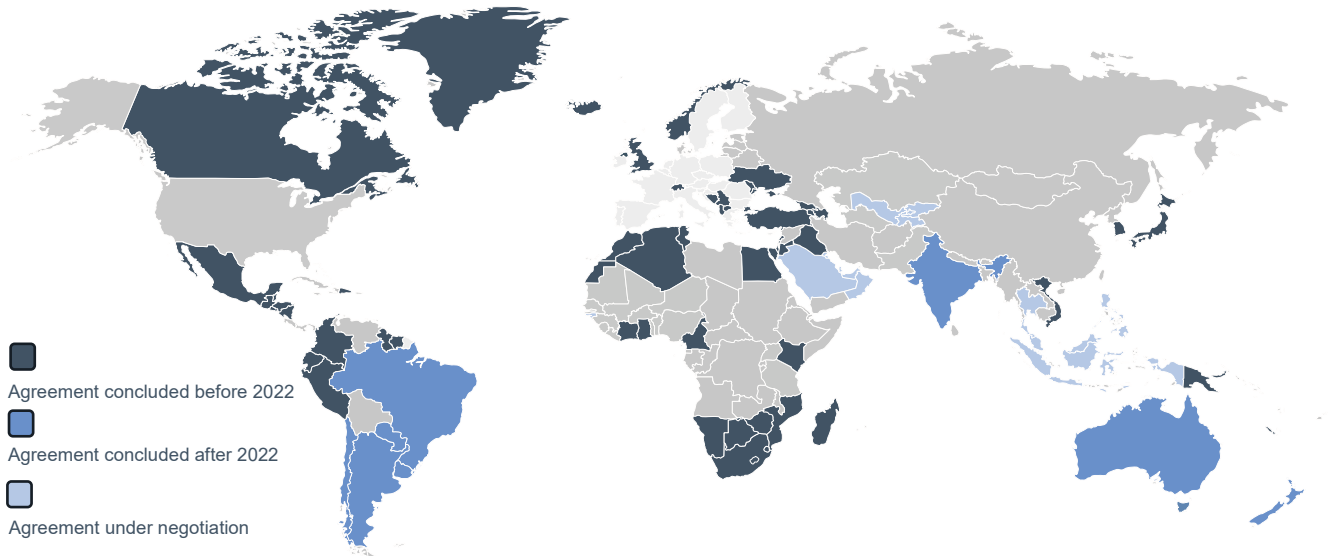 Agreement concluded before 2022
Agreement concluded after 2022
Agreement under negotiation